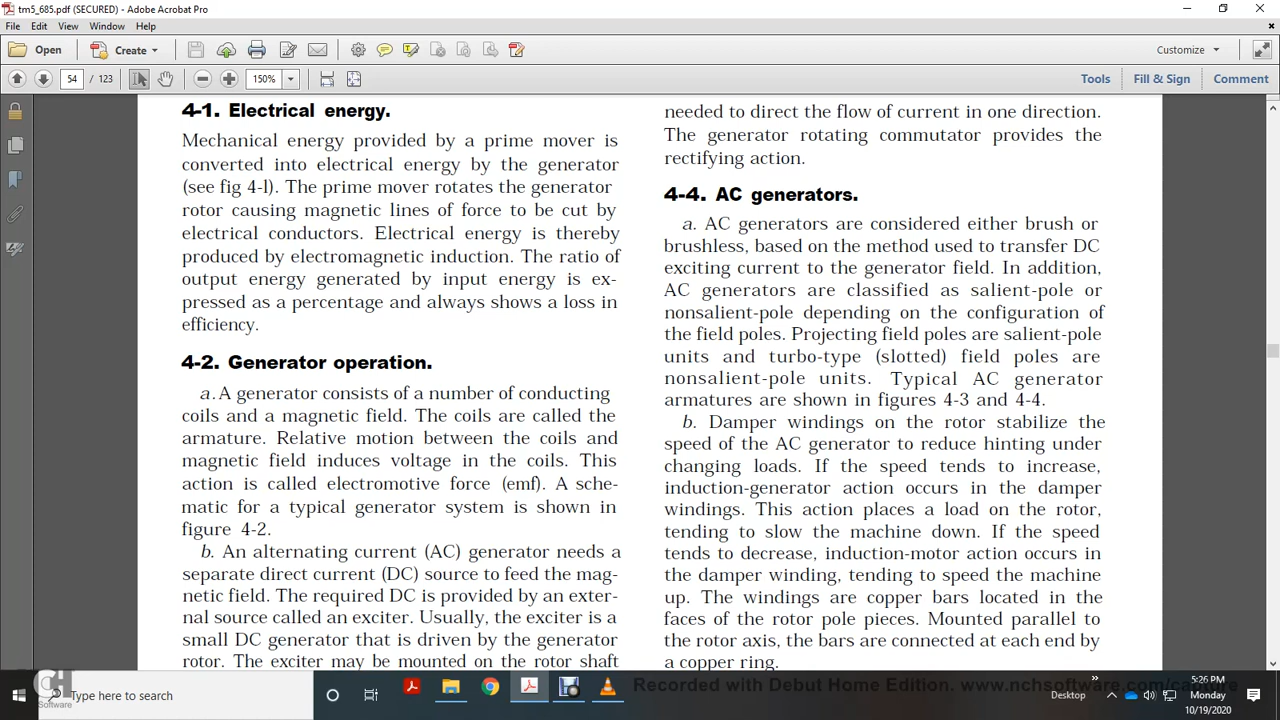 tm5_685.pdf (SECURED) - Adobe Acrobat Pro
File Edit View Window Help
Open Create Customize
54 / 123 150% Tools Fill & Sign Comment
4-1. Electrical energy.
Mechanical energy provided by a prime mover is
converted into electrical energy by the generator
(see fig 4-l). The prime mover rotates the generator
rotor causing magnetic lines of force to be cut by
electrical conductors. Electrical energy is thereby
produced by electromagnetic induction. The ratio of
output energy generated by input energy is ex-
pressed as a percentage and always shows a loss in
efficiency.
4-2. Generator operation.
a. A generator consists of a number of conducting
coils and a magnetic field. The coils are called the
armature. Relative motion between the coils and
magnetic field induces voltage in the coils. This
action is called electromotive force (emf). A sche-
matic for a typical generator system is shown in
figure 4-2.
b. An alternating current (AC) generator needs a
separate direct current (DC) source to feed the mag-
netic field. The required DC is provided by an exter-
nal source called an exciter. Usually, the exciter is a
small DC generator that is driven by the generator
rotor. The exciter may be mounted on the rotor shaft
needed to direct the flow of current in one direction.
The generator rotating commutator provides the
rectifying action.
4-4. AC generators.
a. AC generators are considered either brush or
brushless, based on the method used to transfer DC
exciting current to the generator field. In addition,
AC generators are classified as salient-pole or
nonsalient-pole depending on the configuration of
the field poles. Projecting field poles are salient-pole
units and turbo-type (slotted) field poles are
nonsalient-pole units. Typical AC generator
armatures are shown in figures 4-3 and 4-4.
b. Damper windings on the rotor stabilize the
speed of the AC generator to reduce hinting under
changing loads. If the speed tends to increase,
induction-generator action occurs in the damper
windings. This action places a load on the rotor,
tending to slow the machine down. If the speed
tends to decrease, induction-motor action occurs in
the damper winding, tending to speed the machine
up. The windings are copper bars located in the
faces of the rotor pole pieces. Mounted parallel to
the rotor axis, the bars are connected at each end by
a copper ring.
Recorded with Debut Home Edition. www.nchsoftware.com/capture
CH Software
Type here to search
Desktop
5:26 PM
Monday
10/19/2020